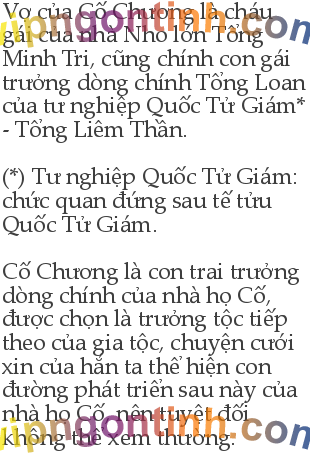 Vợ của Cố Chương là cháu
gái của nhà Nho lớn Tống
Minh Tri, cũng chính con gái
trưởng dòng chính Tổng Loan
của tư nghiệp Quốc Tử Giám*
- Tổng Liêm Thần.
(*) Tư nghiệp Quốc Tử Giám:
chức quan đứng sau tế tửu
Quốc Tử Giám.
Cố Chương là con trai trưởng
dòng chính của nhà họ Cố,
được chọn là trưởng tộc tiếp
theo của gia tộc, chuyện cưới
xin của hắn ta thể hiện con
đường phát triển sau này của
nhà họ Cố, nên tuyệt đối
không thể xem thường.
vipngontinh.com
vipngontinh.com